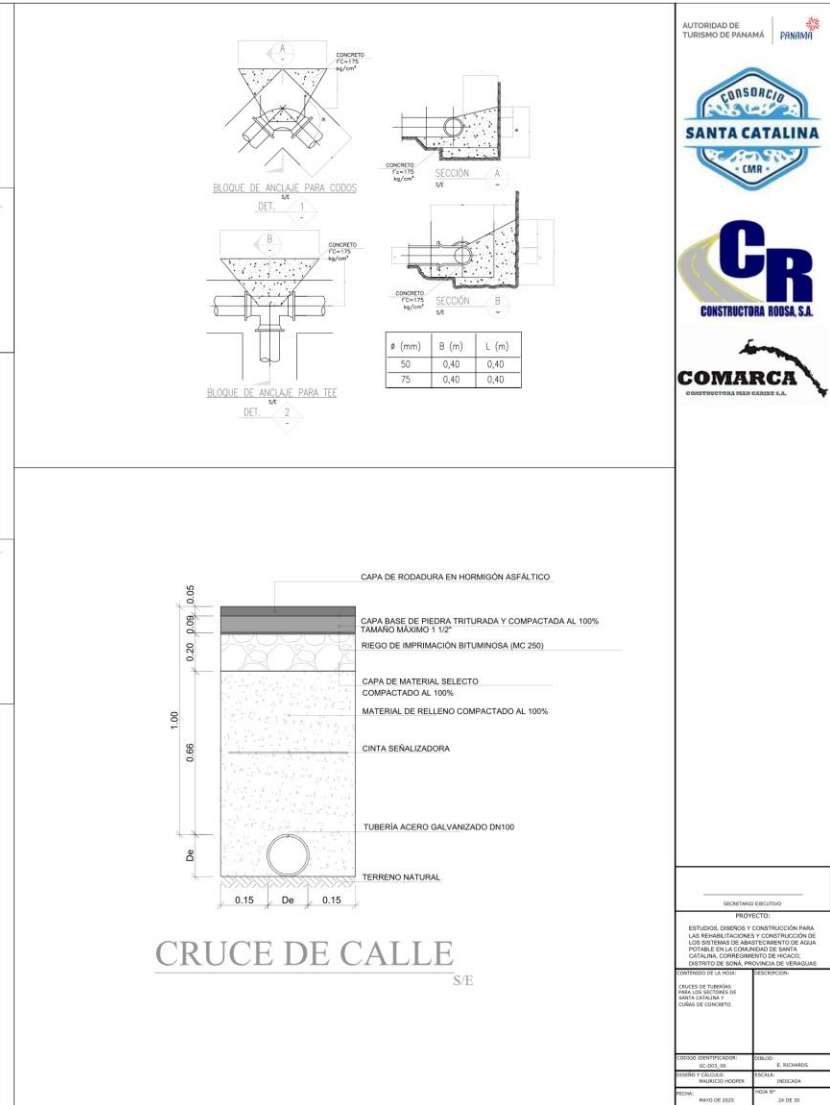 A
-
CONCRETO
f'C=175
kg/cm²
BLOQUE DE ANCLAJE PARA CODOS
S/E
DET. 1
-
CONCRETO
f'C=175
kg/cm²
SECCIÓN A
S/E -
B
-
CONCRETO
f'C=175
kg/cm²
BLOQUE DE ANCLAJE PARA TEE
S/E
DET. 2
-
CONCRETO
f'C=175
kg/cm²
SECCIÓN B
S/E -
ø (mm) B (m) L (m)
50 0,40 0,40
75 0,40 0,40
CAPA DE RODADURA EN HORMIGÓN ASFÁLTICO
CAPA BASE DE PIEDRA TRITURADA Y COMPACTADA AL 100%
TAMAÑO MÁXIMO 1 1/2"
RIEGO DE IMPRIMACIÓN BITUMINOSA (MC 250)
CAPA DE MATERIAL SELECTO
COMPACTADO AL 100%
MATERIAL DE RELLENO COMPACTADO AL 100%
CINTA SEÑALIZADORA
TUBERÍA ACERO GALVANIZADO DN100
TERRENO NATURAL
0.05
0.09
0.20
1.00
0.66
De
0.15 De 0.15
CRUCE DE CALLE
S/E
AUTORIDAD DE
TURISMO DE PANAMÁ
PANAMÁ
CONSORCIO
SANTA CATALINA
- CMR -
CR
CONSTRUCTORA RODSA, S.A.
COMARCA
CONSTRUCTORA MAR CARIBE S.A.
SECRETARIO EJECUTIVO
PROYECTO:
ESTUDIOS, DISEÑOS Y CONSTRUCCIÓN PARA
LAS REHABILITACIONES Y CONSTRUCCIÓN DE
LOS SISTEMAS DE ABASTECIMIENTO DE AGUA
POTABLE EN LA COMUNIDAD DE SANTA
CATALINA, CORREGIMIENTO DE HICACO,
DISTRITO DE SONÁ, PROVINCIA DE VERAGUAS
CONTENIDO DE LA HOJA:
CRUCES DE TUBERÍAS
PARA LOS SECTORES DE
SANTA CATALINA Y
CUÑAS DE CONCRETO
DESCRIPCION:
CODIGO IDENTIFICADOR:
DIBUJO:
E. RICHARDS
DISEÑO Y CÁLCULO:
MAURICIO HOOPER
ESCALA:
INDICADA
FECHA:
MAYO DE 2025
HOJA N°
24 DE 30